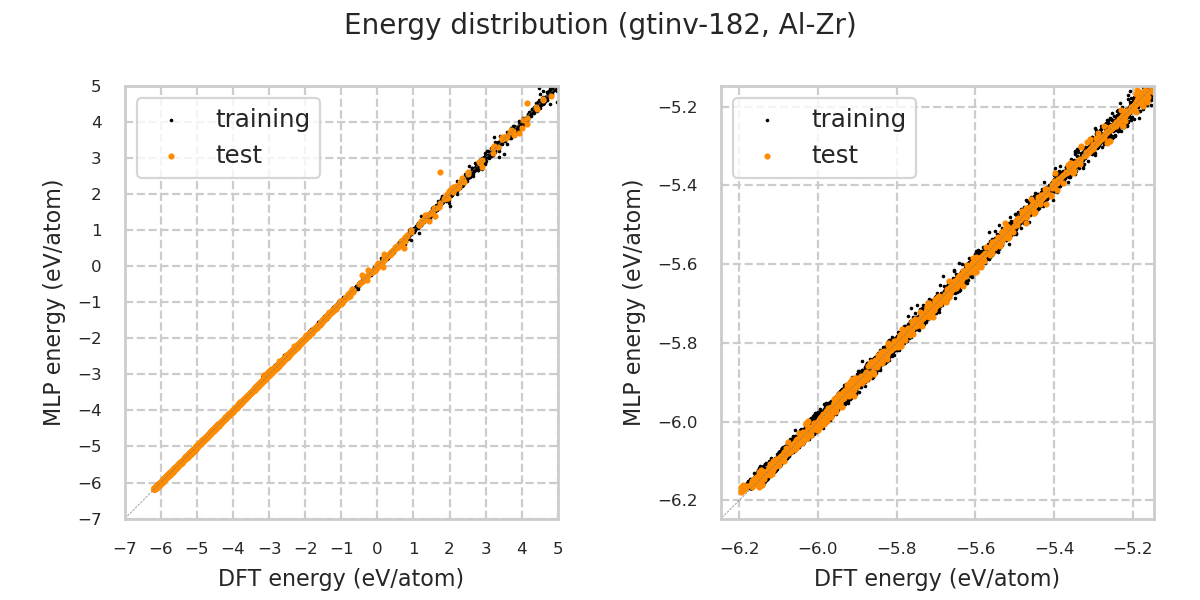 Energy distribution (gtinv-182, Al-Zr)
training
test
5
4
3
2
1
0
−1
−2
−3
−4
−5
−6
−7
MLP energy (eV/atom)
−7 −6 −5 −4 −3 −2 −1 0 1 2 3 4 5
DFT energy (eV/atom)
training
test
−5.2
−5.4
−5.6
−5.8
−6.0
−6.2
MLP energy (eV/atom)
−6.2 −6.0 −5.8 −5.6 −5.4 −5.2
DFT energy (eV/atom)